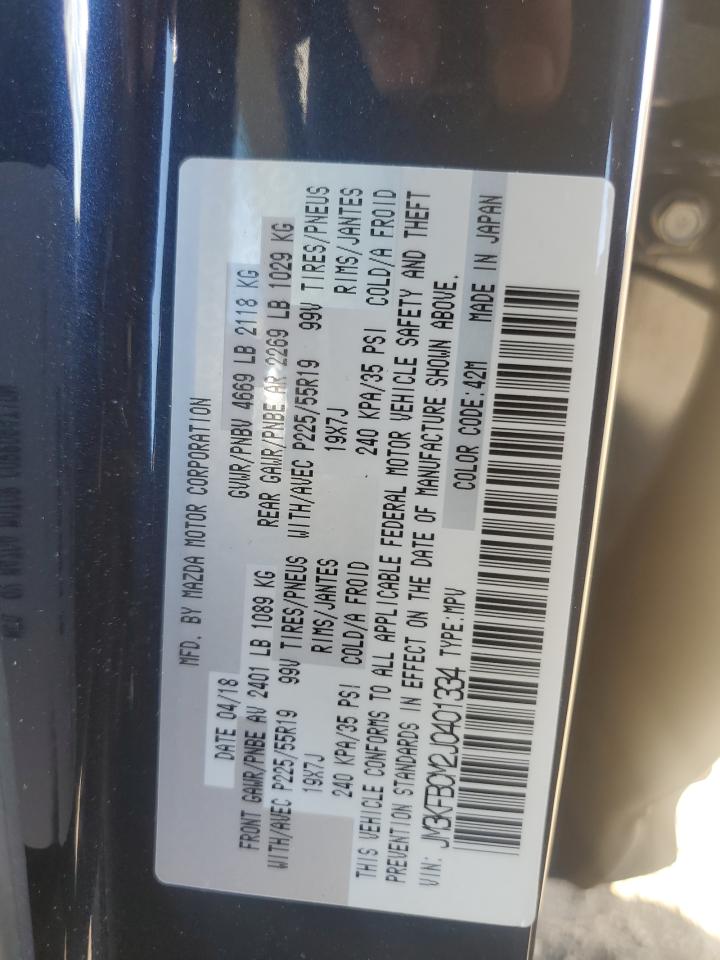 MFD. BY MAZDA MOTOR CORPORATION
DATE 04/18 GVWR/PNBV 4669 LB 2118 KG
FRONT GAWR/PNBE AV 2401 LB 1089 KG REAR GAWR/PNBE AR 2269 LB 1029 KG
WITH/AVEC P225/55R19 99V TIRES/PNEUS WITH/AVEC P225/55R19 99V TIRES/PNEUS
19X7J RIMS/JANTES 19X7J RIMS/JANTES
240 KPA/35 PSI COLD/A FROID 240 KPA/35 PSI COLD/A FROID
THIS VEHICLE CONFORMS TO ALL APPLICABLE FEDERAL MOTOR VEHICLE SAFETY AND THEFT
PREVENTION STANDARDS IN EFFECT ON THE DATE OF MANUFACTURE SHOWN ABOVE.
VIN: JM3KFBCM2J0401334 TYPE:MPV COLOR CODE:42M MADE IN JAPAN